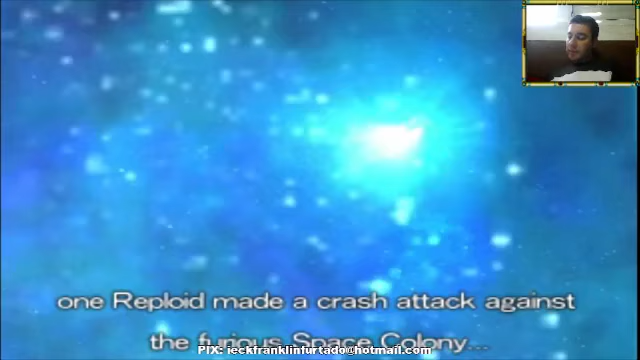 one Reploid made a crash attack against
the furious Space Colony...
PIX: ieckfranklinfurtado@hotmail.com